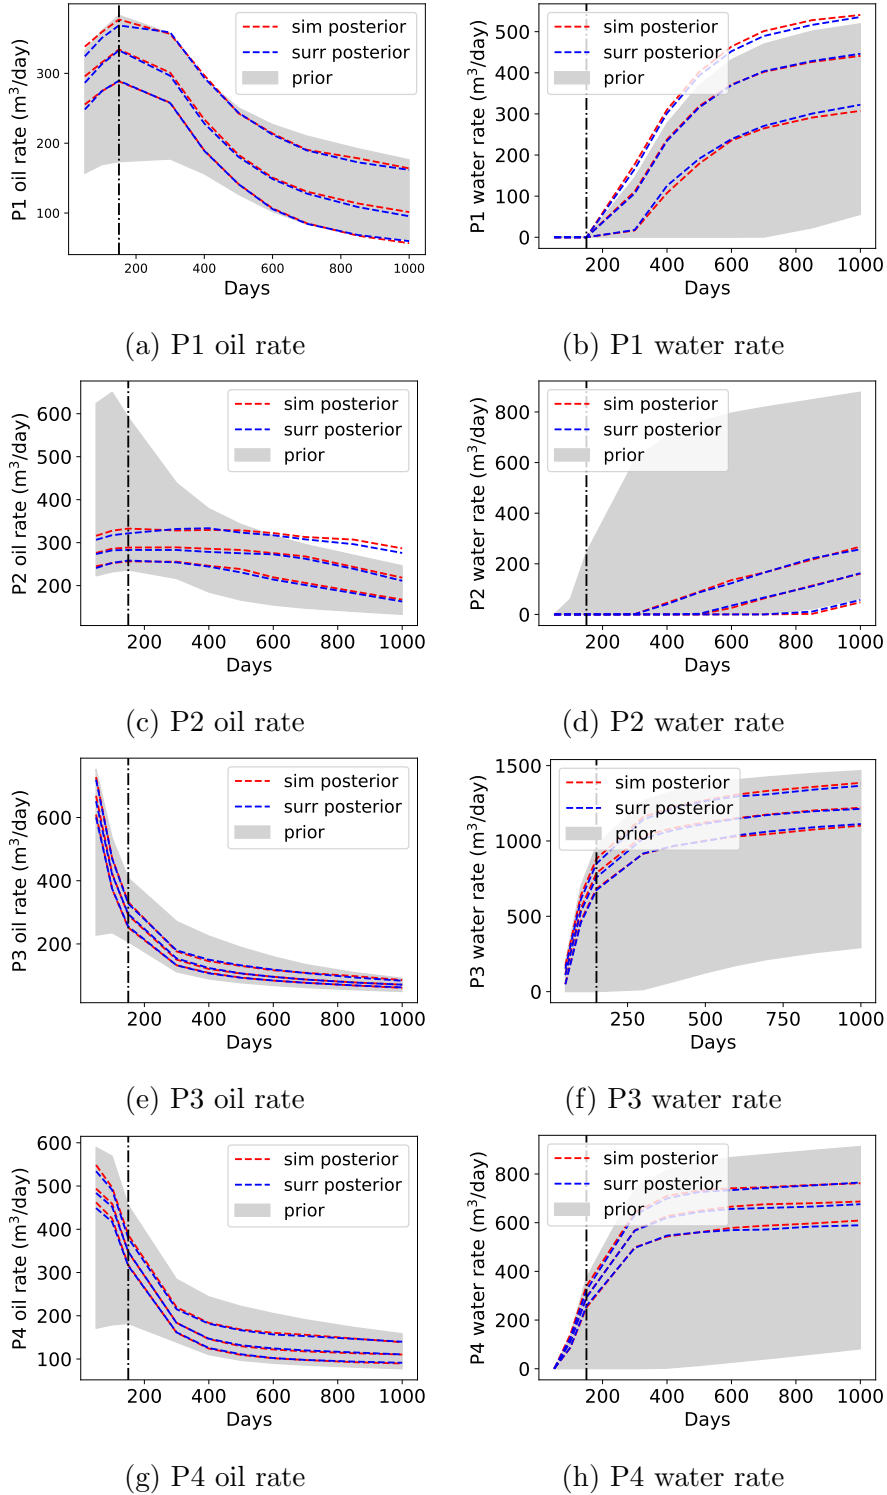 sim posterior
surr posterior
prior
P1 oil rate (m³/day)
300
200
100
200
400
600
800
1000
Days
(a) P1 oil rate
sim posterior
surr posterior
prior
P1 water rate (m³/day)
500
400
300
200
100
0
200
400
600
800
1000
Days
(b) P1 water rate
sim posterior
surr posterior
prior
P2 oil rate (m³/day)
600
500
400
300
200
200
400
600
800
1000
Days
(c) P2 oil rate
sim posterior
surr posterior
prior
P2 water rate (m³/day)
800
600
400
200
0
200
400
600
800
1000
Days
(d) P2 water rate
sim posterior
surr posterior
prior
P3 oil rate (m³/day)
600
400
200
200
400
600
800
1000
Days
(e) P3 oil rate
sim posterior
surr posterior
prior
P3 water rate (m³/day)
1500
1000
500
0
250
500
750
1000
Days
(f) P3 water rate
sim posterior
surr posterior
prior
P4 oil rate (m³/day)
600
500
400
300
200
100
200
400
600
800
1000
Days
(g) P4 oil rate
sim posterior
surr posterior
prior
P4 water rate (m³/day)
800
600
400
200
0
200
400
600
800
1000
Days
(h) P4 water rate